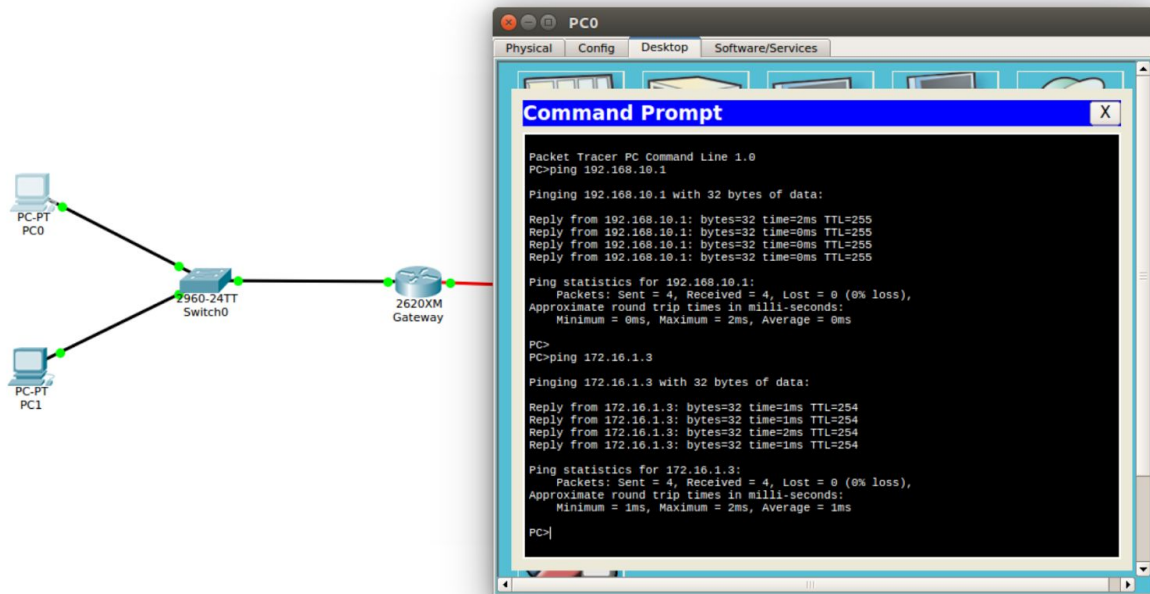 PC0
Physical
Config
Desktop
Software/Services
Command Prompt
X
Packet Tracer PC Command Line 1.0
PC>ping 192.168.10.1
Pinging 192.168.10.1 with 32 bytes of data:
Reply from 192.168.10.1: bytes=32 time=2ms TTL=255
Reply from 192.168.10.1: bytes=32 time=0ms TTL=255
Reply from 192.168.10.1: bytes=32 time=0ms TTL=255
Reply from 192.168.10.1: bytes=32 time=0ms TTL=255
Ping statistics for 192.168.10.1:
Packets: Sent = 4, Received = 4, Lost = 0 (0% loss),
Approximate round trip times in milli-seconds:
Minimum = 0ms, Maximum = 2ms, Average = 0ms
PC>
PC>ping 172.16.1.3
Pinging 172.16.1.3 with 32 bytes of data:
Reply from 172.16.1.3: bytes=32 time=1ms TTL=254
Reply from 172.16.1.3: bytes=32 time=1ms TTL=254
Reply from 172.16.1.3: bytes=32 time=2ms TTL=254
Reply from 172.16.1.3: bytes=32 time=1ms TTL=254
Ping statistics for 172.16.1.3:
Packets: Sent = 4, Received = 4, Lost = 0 (0% loss),
Approximate round trip times in milli-seconds:
Minimum = 1ms, Maximum = 2ms, Average = 1ms
PC>
PC-PT
PC0
2960-24TT
Switch0
2620XM
Gateway
PC-PT
PC1